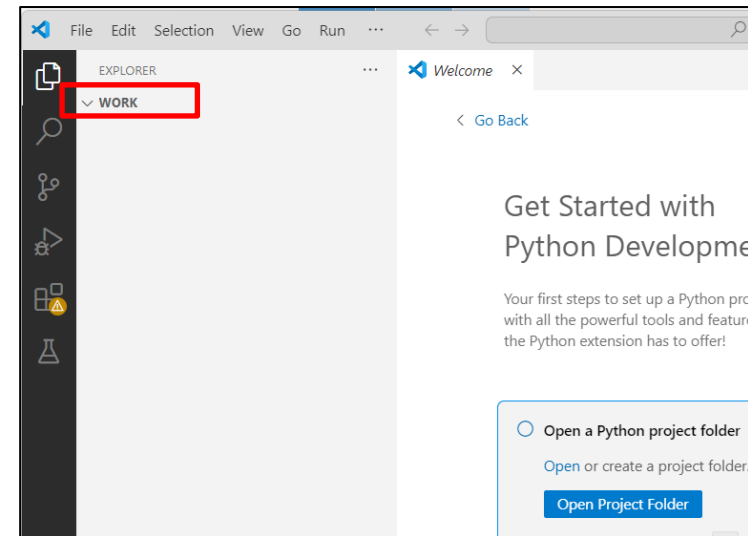 File Edit Selection View Go Run ···
EXPLORER ···
WORK
Welcome
Go Back
Get Started with
Python Developme
Your first steps to set up a Python pro
with all the powerful tools and feature
the Python extension has to offer!
Open a Python project folder
Open or create a project folder.
Open Project Folder